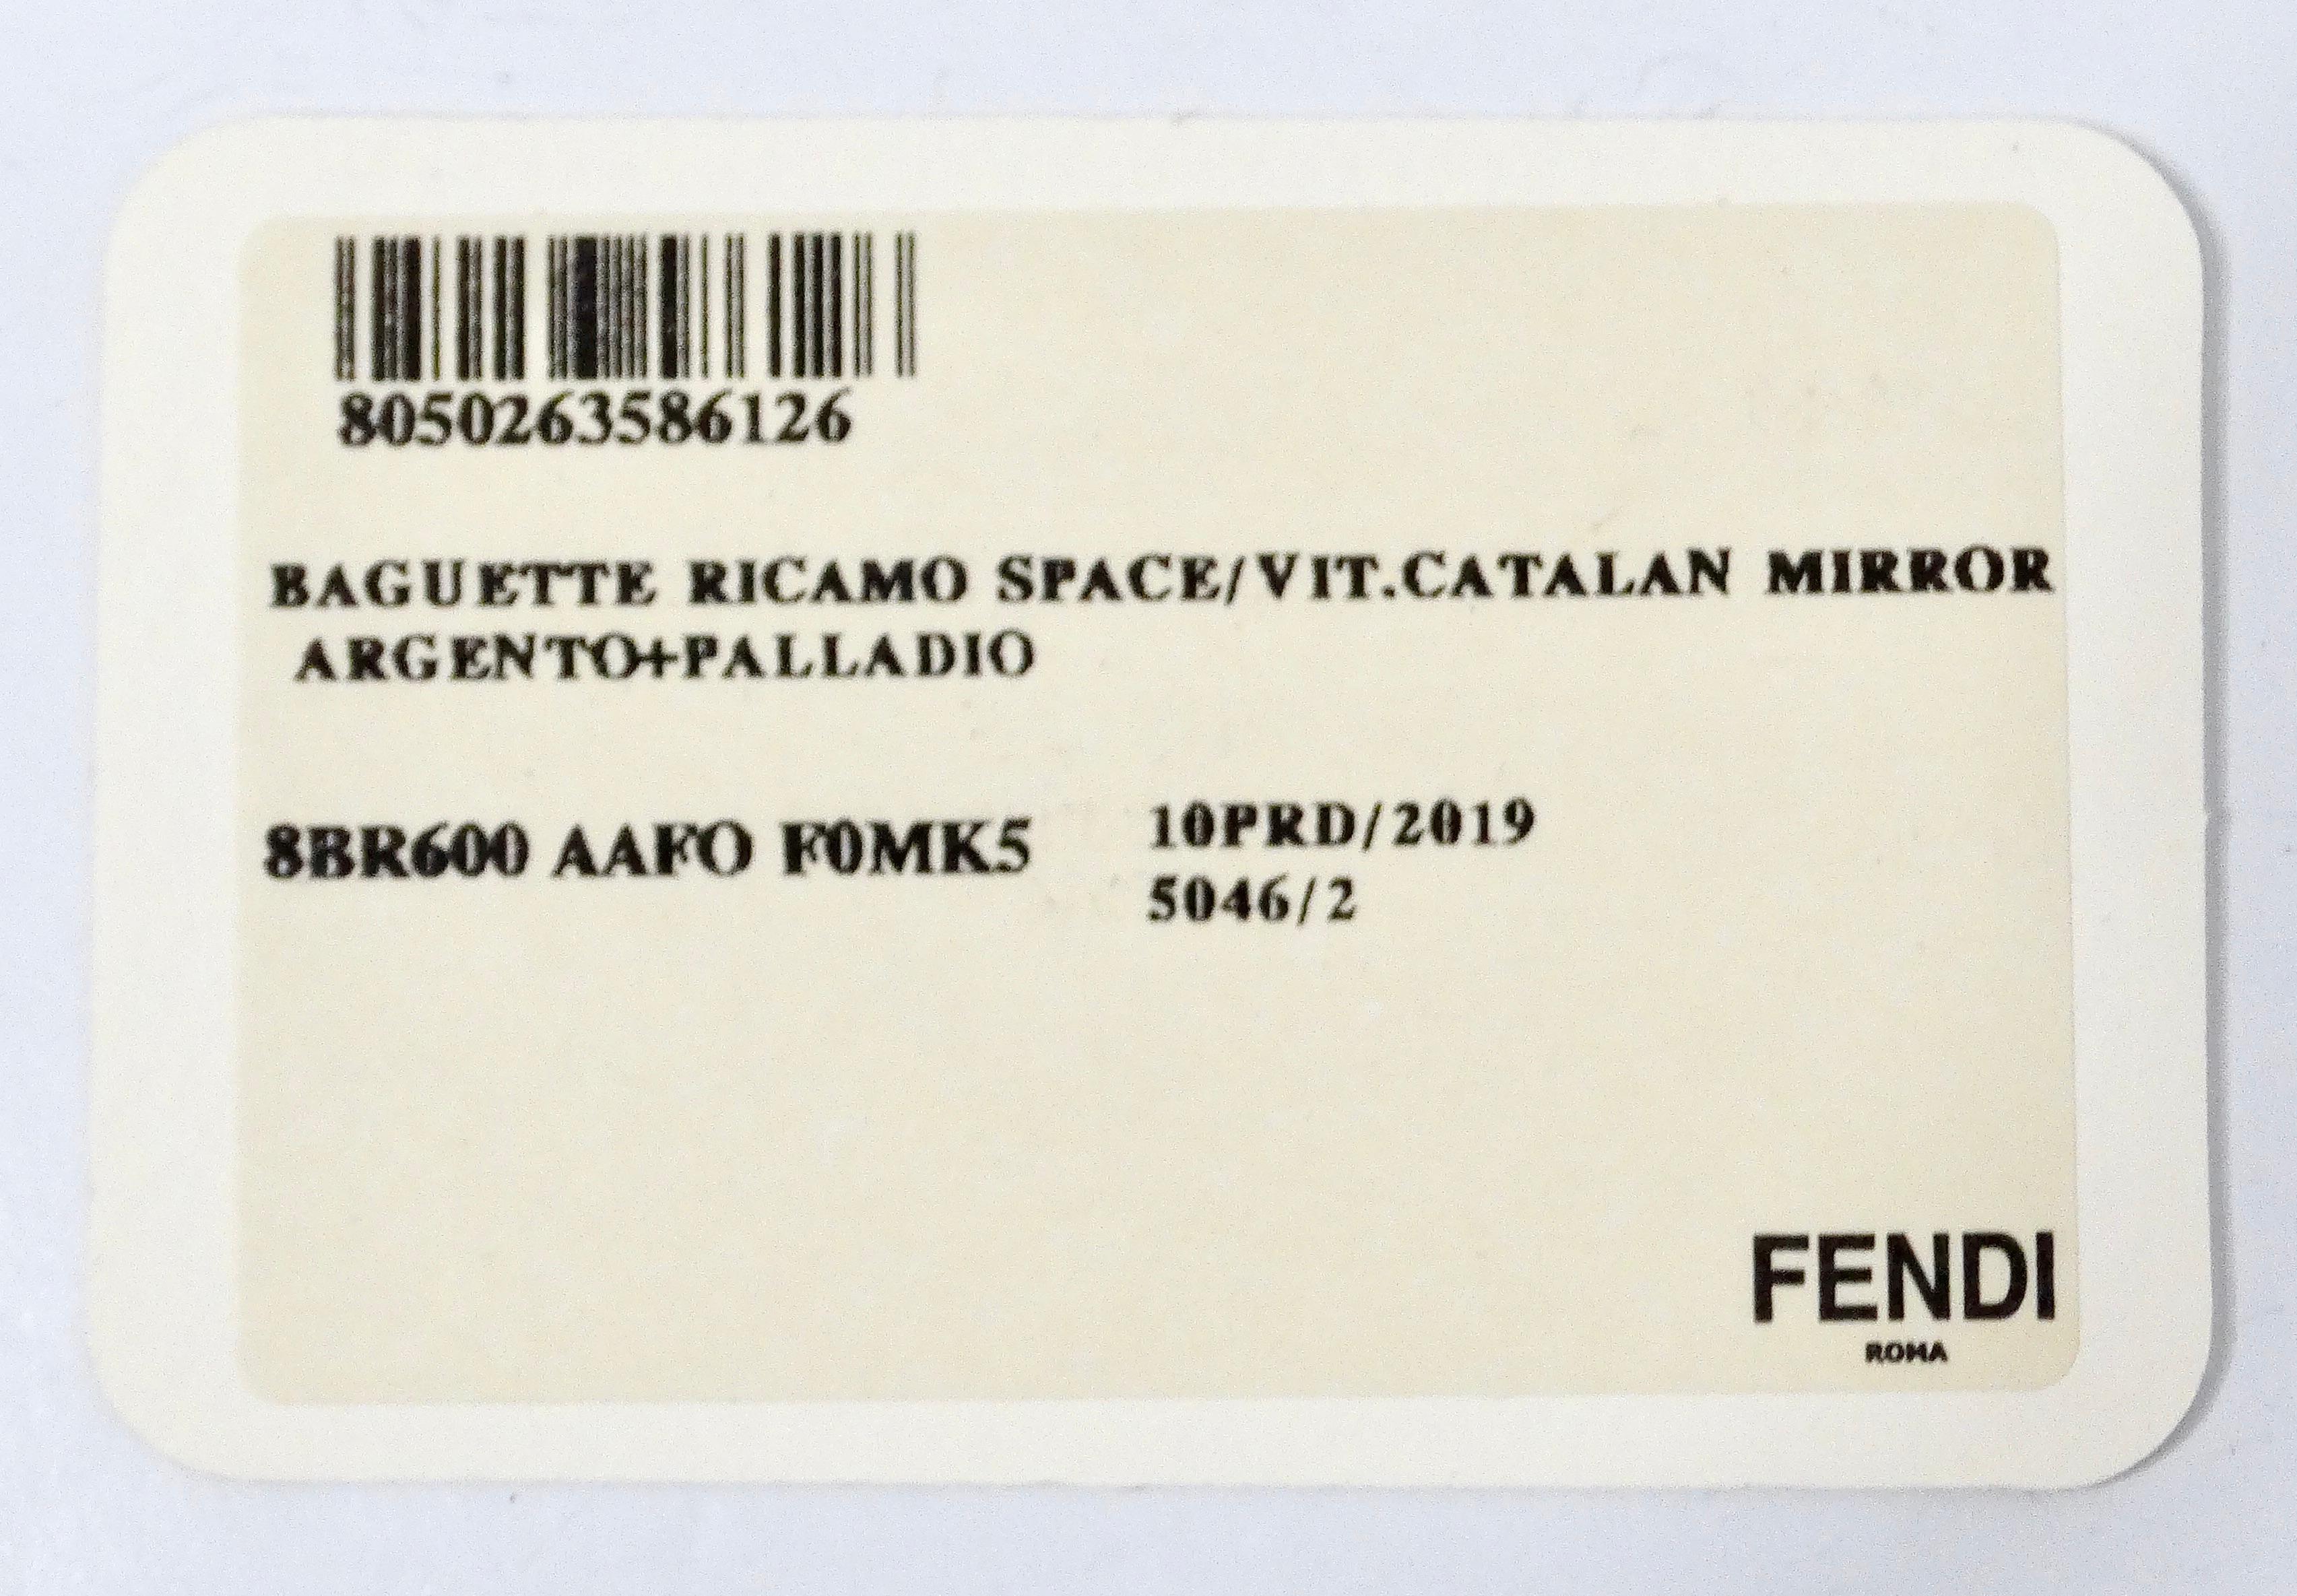 8050263586126
BAGUETTE RICAMO SPACE/VIT.CATALAN MIRROR
ARGENTO+PALLADIO
8BR600 AAFO F0MK5
10PRD/2019
5046/2
FENDI
ROMA